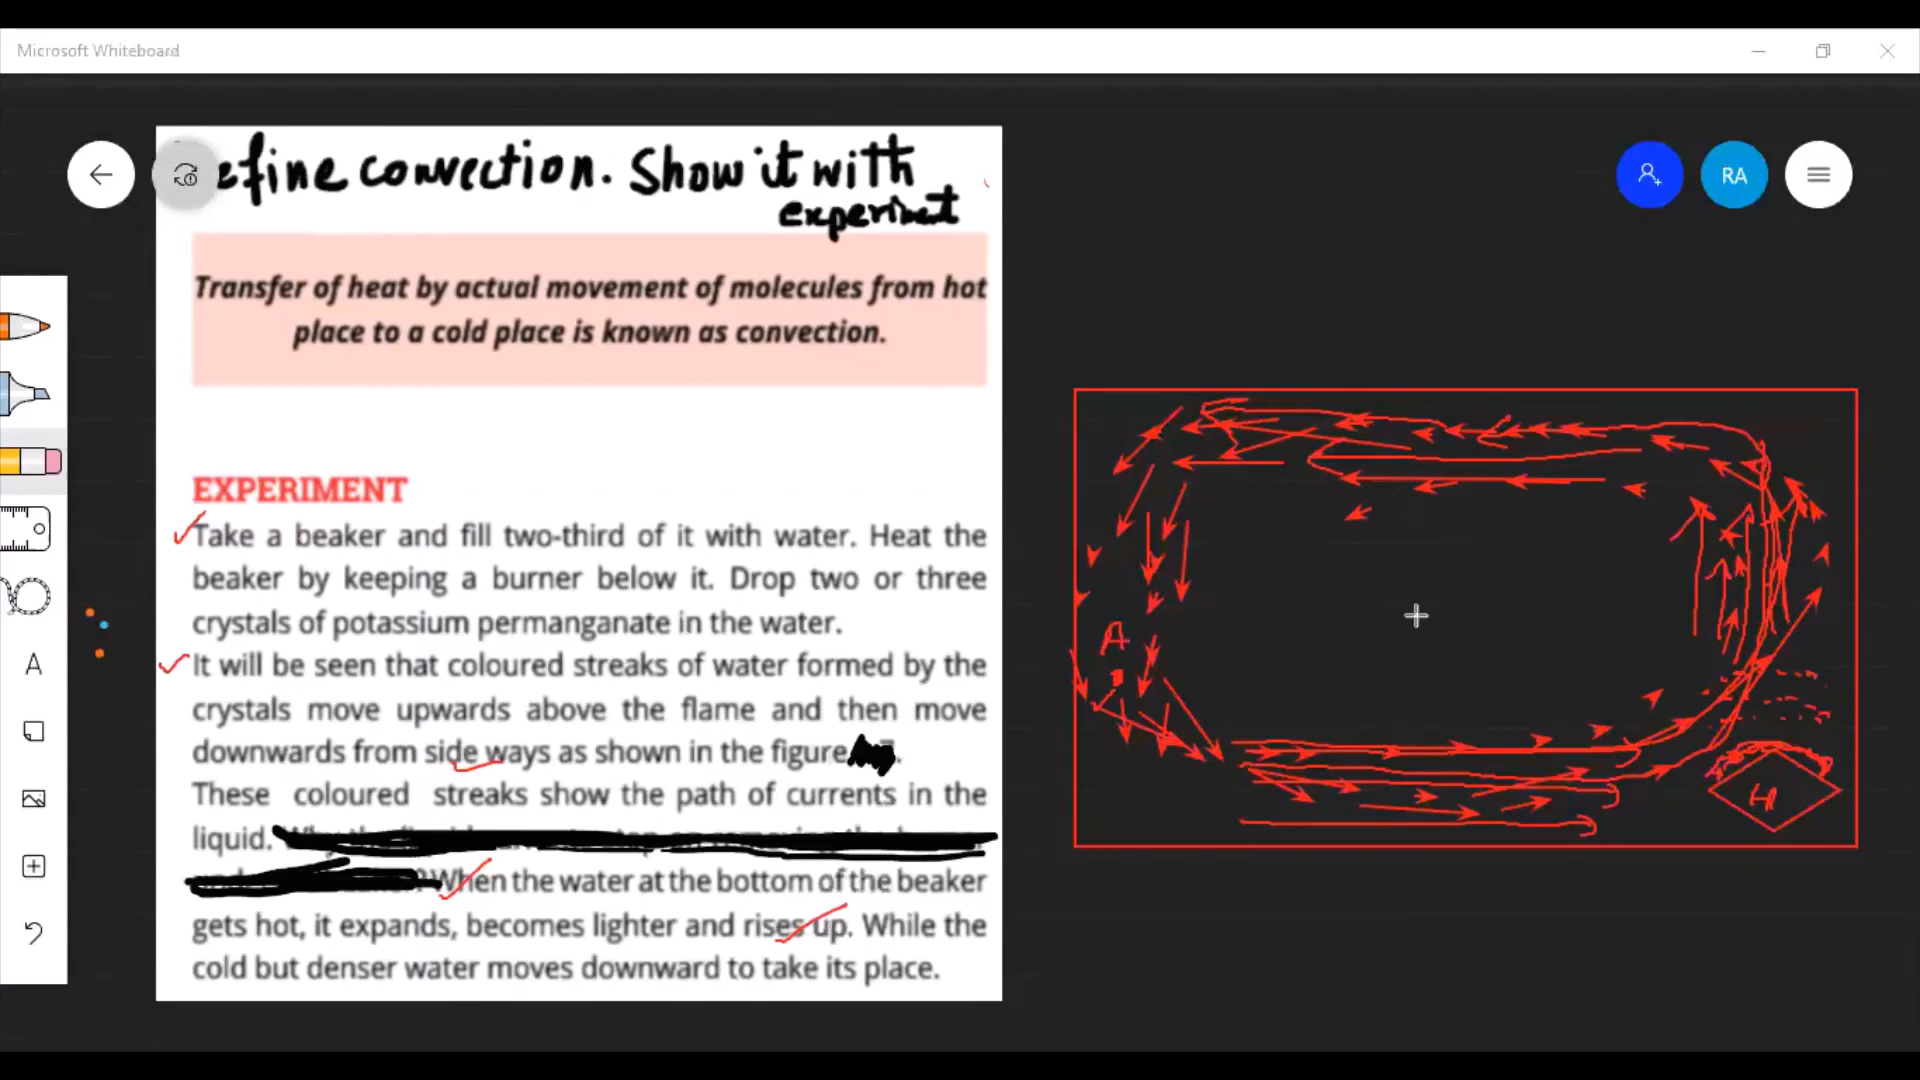 Microsoft Whiteboard
efine convection. Show it with
experiment
RA
Transfer of heat by actual movement of molecules from hot
place to a cold place is known as convection.
EXPERIMENT
Take a beaker and fill two-third of it with water. Heat the
beaker by keeping a burner below it. Drop two or three
crystals of potassium permanganate in the water.
It will be seen that coloured streaks of water formed by the
crystals move upwards above the flame and then move
downwards from side ways as shown in the figure
These coloured streaks show the path of currents in the
liquid.
When the water at the bottom of the beaker
gets hot, it expands, becomes lighter and rises up. While the
cold but denser water moves downward to take its place.
A
A
H